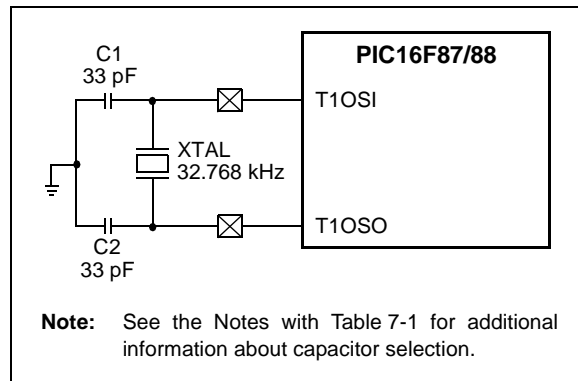 C1
33 pF
PIC16F87/88
T1OSI
XTAL
32.768 kHz
T1OSO
C2
33 pF
Note: See the Notes with Table 7-1 for additional
information about capacitor selection.